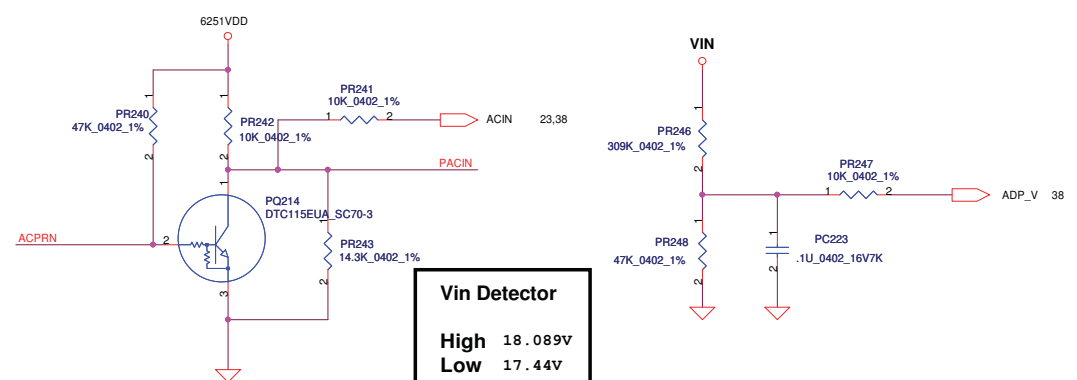 6251VDD
VIN
1
PR240
47K_0402_1%
2
1
PR242
10K_0402_1%
2
PR241
10K_0402_1%
1
2
ACIN
23,38
PACIN
1
PQ214
DTC115EUA_SC70-3
ACPRN
2
3
1
PR243
14.3K_0402_1%
2
Vin Detector
High 18.089V
Low 17.44V
1
PR246
309K_0402_1%
2
PR247
10K_0402_1%
1
2
ADP_V
38
1
PR248
47K_0402_1%
2
1
PC223
.1U_0402_16V7K
2